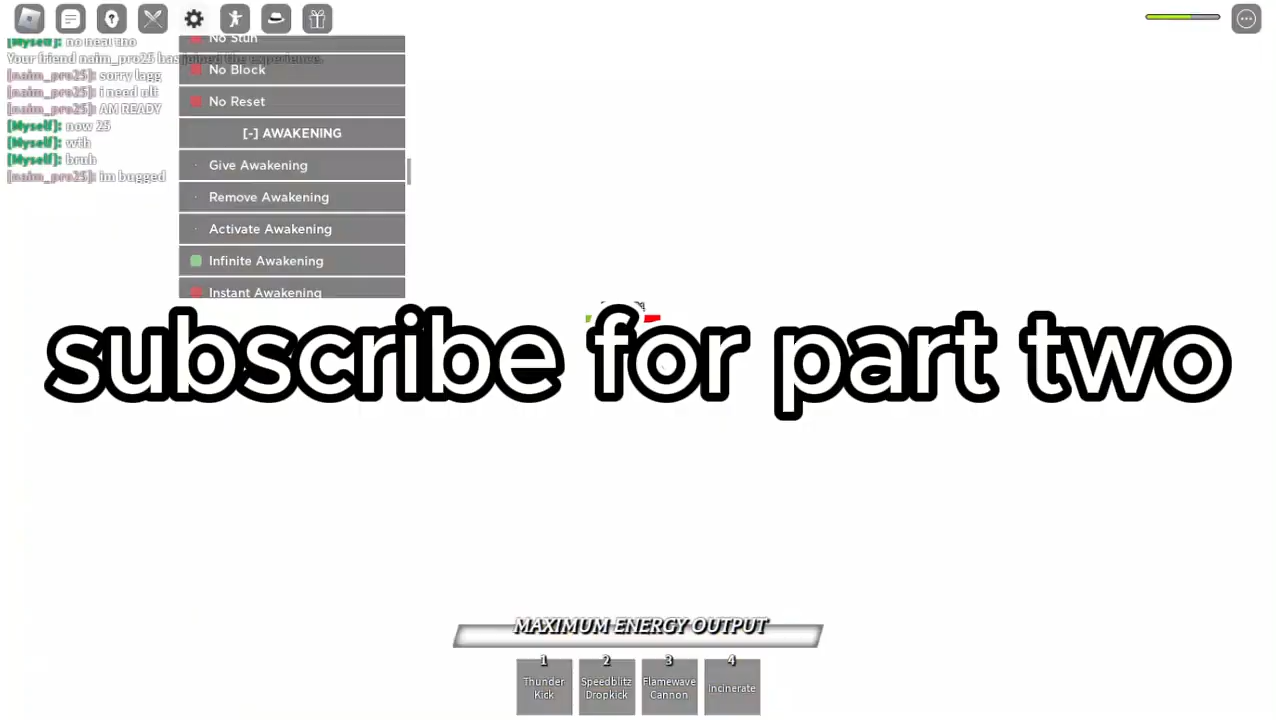 [Myself]: no beat tho
Your friend naim_pro25 has joined the experience.
[naim_pro25]: sorry lagg
[naim_pro25]: i need ult
[naim_pro25]: AM READY
[Myself]: now 25
[Myself]: wth
[Myself]: bruh
[naim_pro25]: im bugged
No Stun
No Block
No Reset
[-] AWAKENING
Give Awakening
Remove Awakening
Activate Awakening
Infinite Awakening
Instant Awakening
subscribe for part two
MAXIMUM ENERGY OUTPUT
1
Thunder
Kick
2
Speedblitz
Dropkick
3
Flamewave
Cannon
4
Incinerate